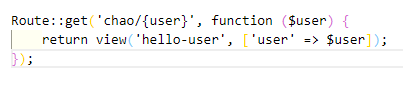 Route::get('chao/{user}', function ($user) {
    return view('hello-user', ['user' => $user]);
});